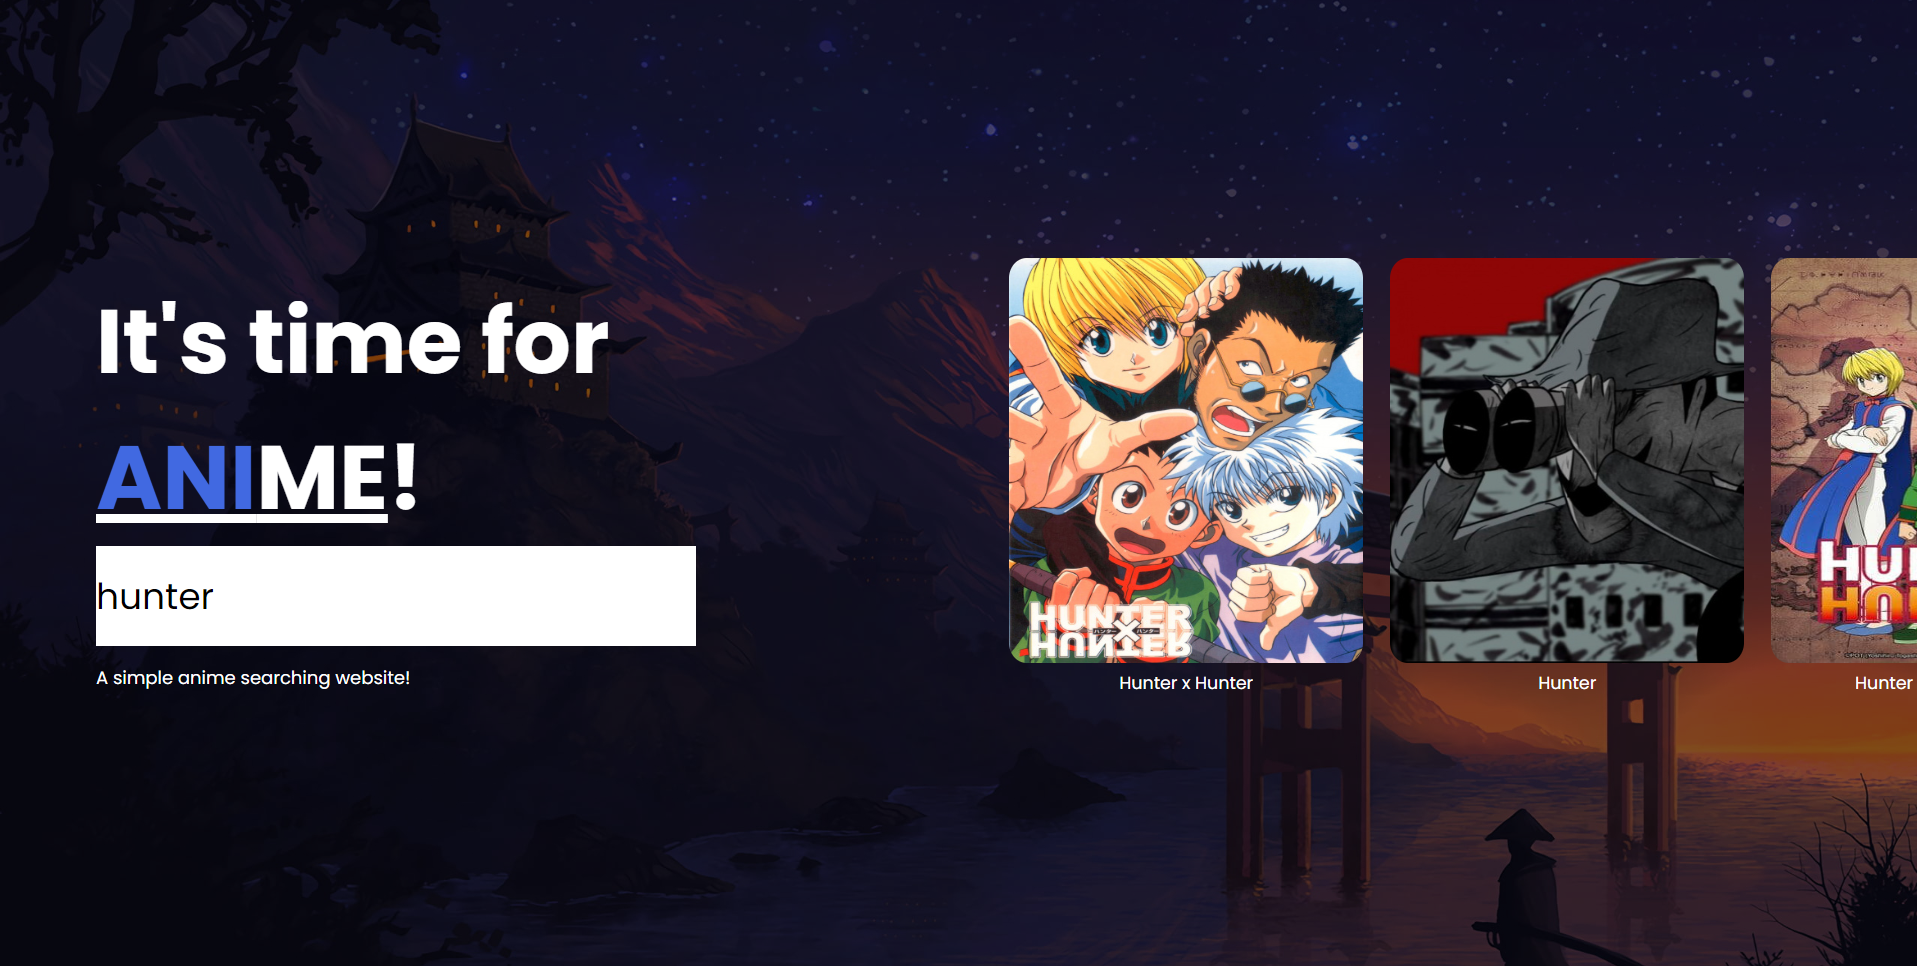 It's time for
ANIME!
hunter
A simple anime searching website!
HUNTER
X
HUNTER
Hunter x Hunter
Hunter
HU
HU
Hunter